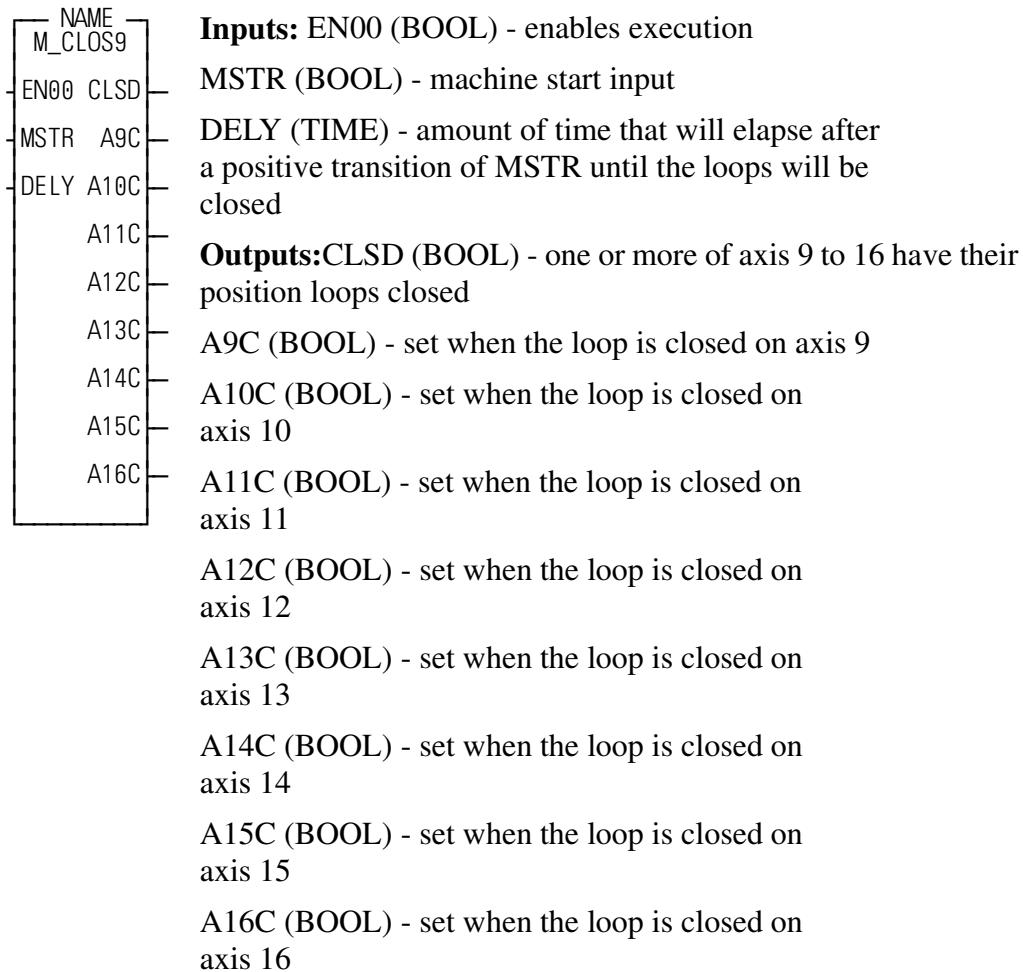 NAME
M_CLOS9
EN00 CLSD
MSTR A9C
DELY A10C
A11C
A12C
A13C
A14C
A15C
A16C
Inputs: EN00 (BOOL) - enables execution
MSTR (BOOL) - machine start input
DELY (TIME) - amount of time that will elapse after
a positive transition of MSTR until the loops will be
closed
Outputs:CLSD (BOOL) - one or more of axis 9 to 16 have their
position loops closed
A9C (BOOL) - set when the loop is closed on axis 9
A10C (BOOL) - set when the loop is closed on
axis 10
A11C (BOOL) - set when the loop is closed on
axis 11
A12C (BOOL) - set when the loop is closed on
axis 12
A13C (BOOL) - set when the loop is closed on
axis 13
A14C (BOOL) - set when the loop is closed on
axis 14
A15C (BOOL) - set when the loop is closed on
axis 15
A16C (BOOL) - set when the loop is closed on
axis 16